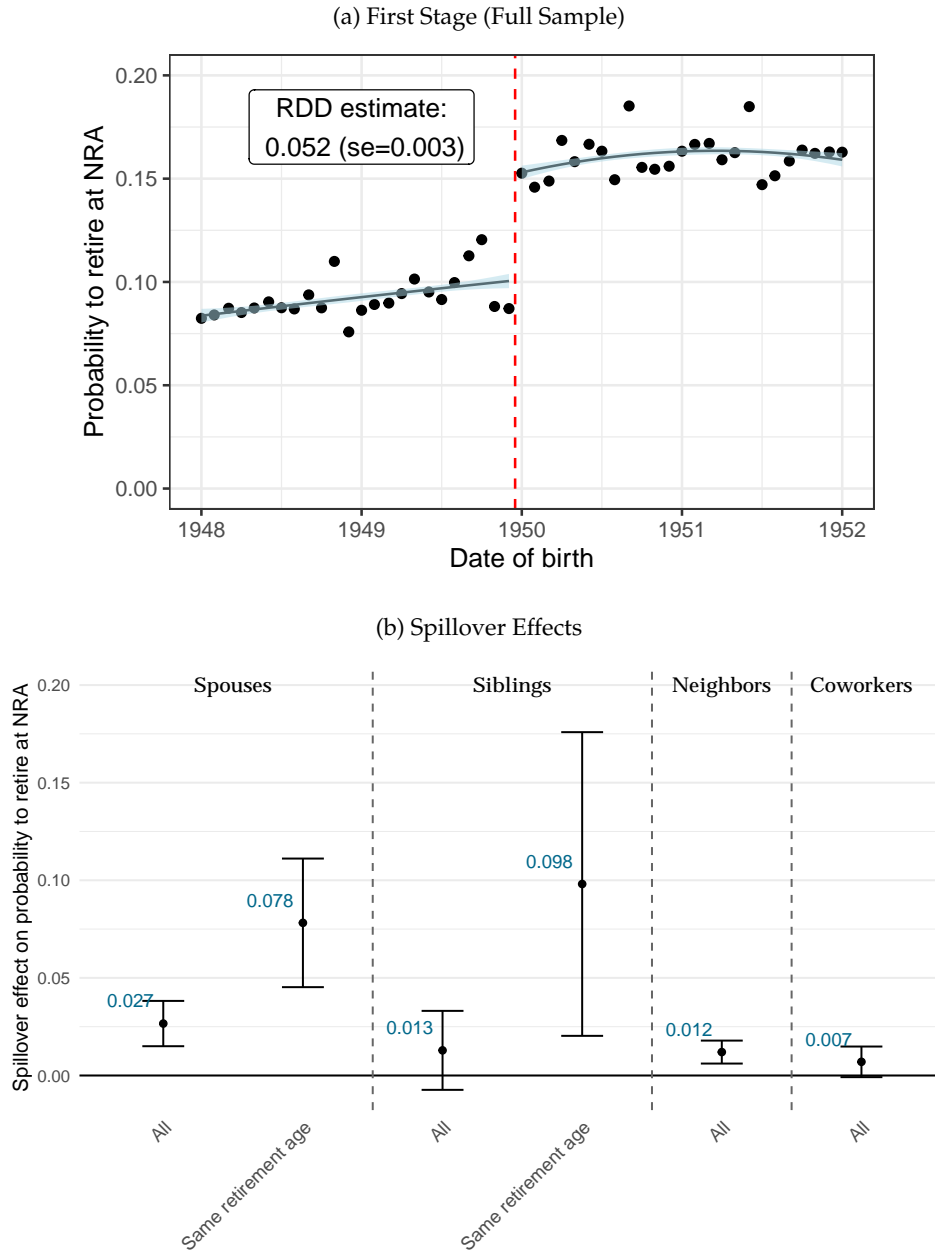 (a) First Stage (Full Sample)
RDD estimate:
0.052 (se=0.003)
Probability to retire at NRA
0.20
0.15
0.10
0.05
0.00
1948 1949 1950 1951 1952
Date of birth
(b) Spillover Effects
Spouses Siblings Neighbors Coworkers
Spillover effect on probability to retire at NRA
0.20
0.15
0.10
0.05
0.00
0.027
0.078
0.013
0.098
0.012
0.007
All
Same retirement age
All
Same retirement age
All
All